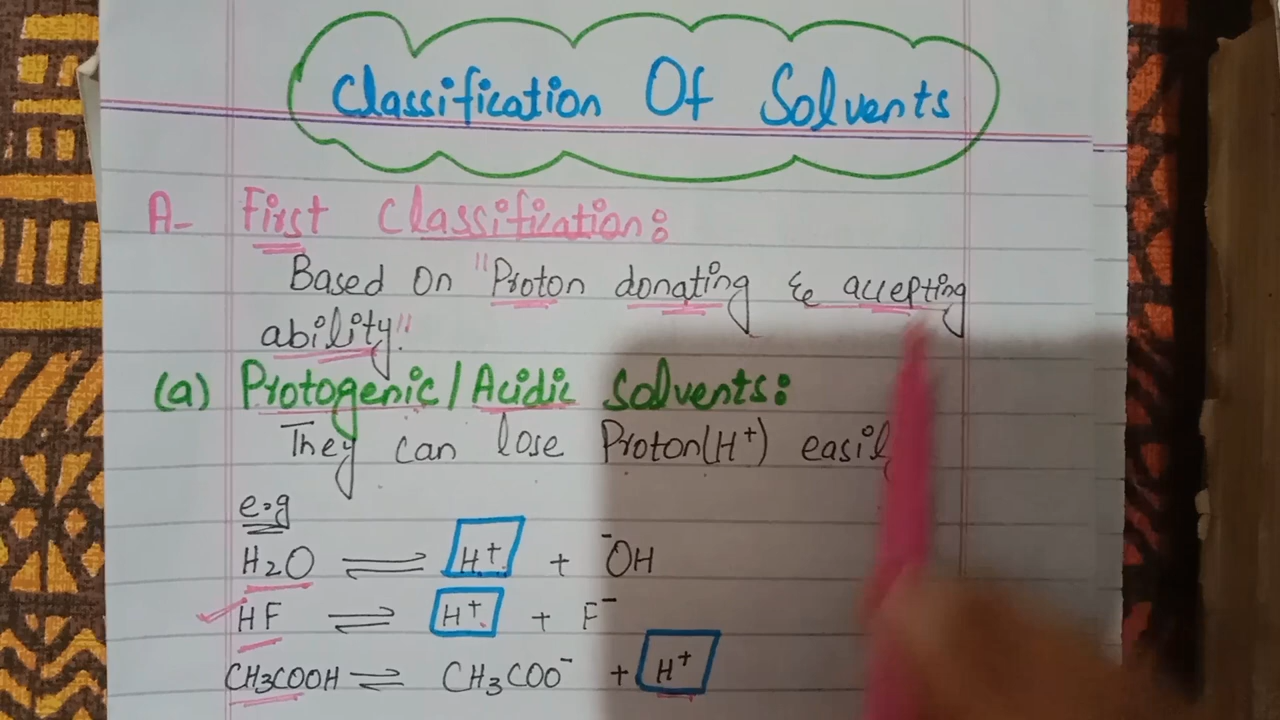 Classification Of Solvents
A- First Classification:
Based on "Proton donating & accepting
ability"
(a) Protogenic/Acidic Solvents:
They can lose Proton(H⁺)
e.g
H2O ⇌ H⁺ + ⁻OH
HF ⇌ H⁺ + F⁻
CH3COOH ⇌ CH3COO⁻ + H⁺